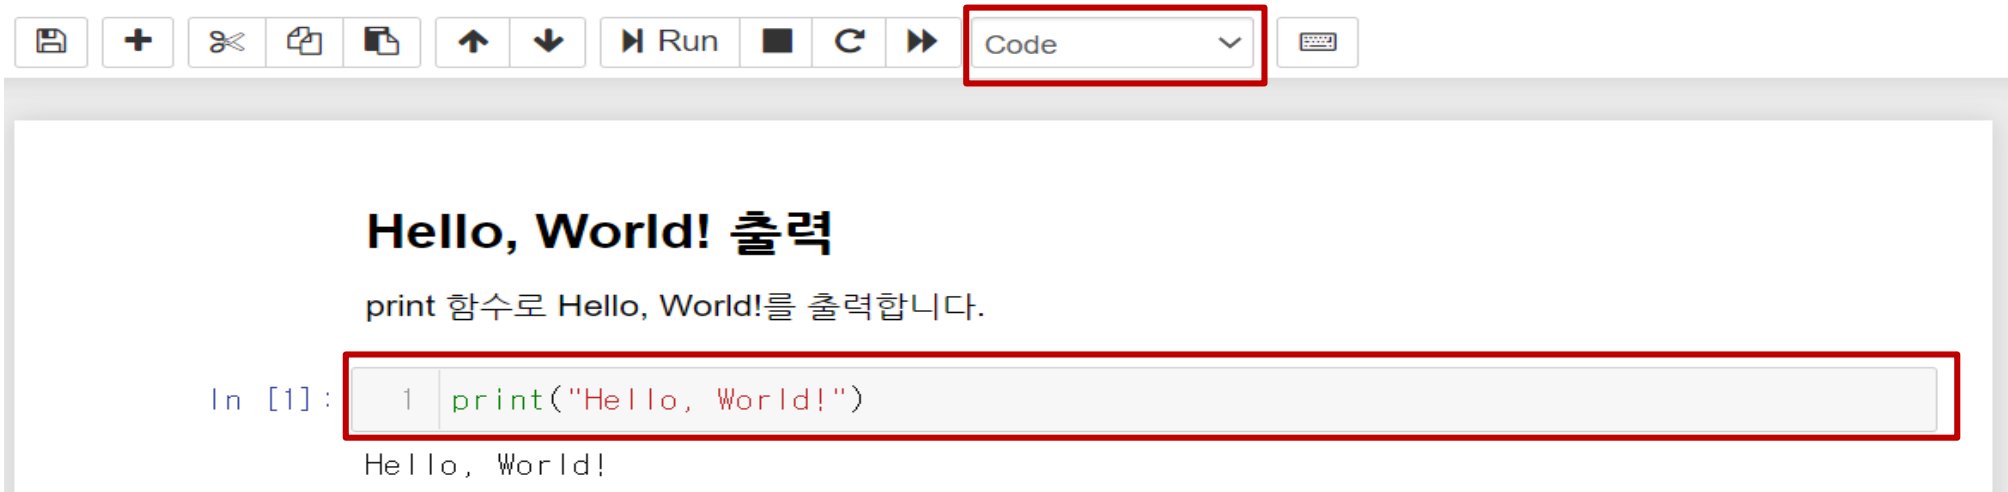 Run
Code
Hello, World! 출력
print 함수로 Hello, World!를 출력합니다.
In [1]: 1 print("Hello, World!")
Hello, World!